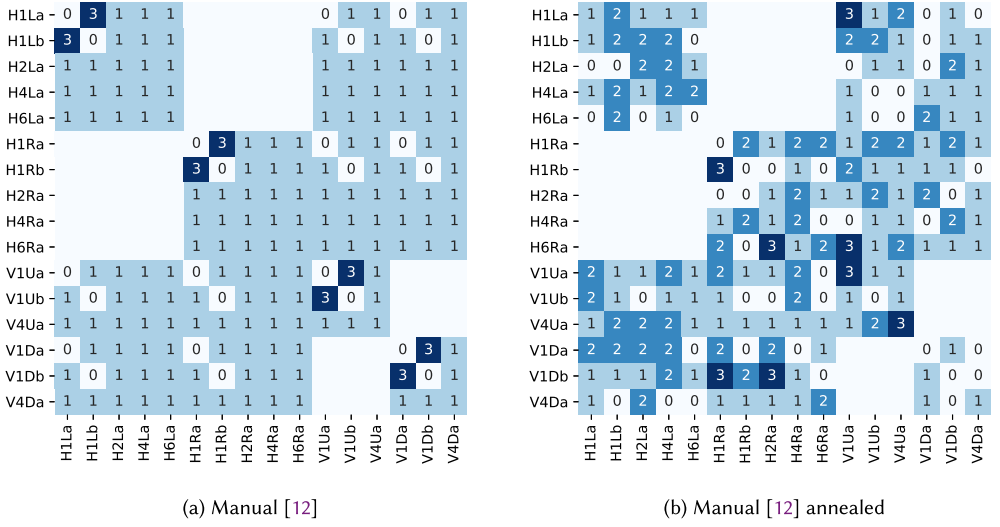 H1La 0 3 1 1 1 0 1 1 0 1 1
H1Lb 3 0 1 1 1 1 0 1 1 0 1
H2La 1 1 1 1 1 1 1 1 1 1 1
H4La 1 1 1 1 1 1 1 1 1 1 1
H6La 1 1 1 1 1 1 1 1 1 1 1
H1Ra 0 3 1 1 1 0 1 1 0 1 1
H1Rb 3 0 1 1 1 1 0 1 1 0 1
H2Ra 1 1 1 1 1 1 1 1 1 1 1
H4Ra 1 1 1 1 1 1 1 1 1 1 1
H6Ra 1 1 1 1 1 1 1 1 1 1 1
V1Ua 0 1 1 1 1 0 1 1 1 1 0 3 1
V1Ub 1 0 1 1 1 1 0 1 1 1 3 0 1
V4Ua 1 1 1 1 1 1 1 1 1 1 1 1 1
V1Da 0 1 1 1 1 0 1 1 1 1 0 3 1
V1Db 1 0 1 1 1 1 0 1 1 1 3 0 1
V4Da 1 1 1 1 1 1 1 1 1 1 1 1 1
H1La H1Lb H2La H4La H6La H1Ra H1Rb H2Ra H4Ra H6Ra V1Ua V1Ub V4Ua V1Da V1Db V4Da
(a) Manual [12]
H1La 1 2 1 1 1 3 1 2 0 1 0
H1Lb 1 2 2 2 0 2 2 1 0 1 1
H2La 0 0 2 2 1 0 1 1 0 2 1
H4La 1 2 1 2 2 1 0 0 1 1 1
H6La 0 2 0 1 0 1 0 0 2 1 1
H1Ra 0 2 1 2 2 1 2 2 1 2 1
H1Rb 3 0 0 1 0 2 1 1 1 1 0
H2Ra 0 0 1 2 1 1 2 1 2 0 1
H4Ra 1 2 1 2 0 0 1 1 0 2 1
H6Ra 2 0 3 1 2 3 1 2 1 1 1
V1Ua 2 1 1 2 1 2 1 1 2 0 3 1 1
V1Ub 2 1 0 1 1 1 0 0 2 0 1 0 1
V4Ua 1 2 2 2 1 1 1 1 1 1 1 2 3
V1Da 2 2 2 2 0 2 0 2 0 1 0 1 0
V1Db 1 1 1 2 1 3 2 3 1 0 1 0 0
V4Da 1 0 2 0 0 1 1 1 1 2 1 0 1
H1La H1Lb H2La H4La H6La H1Ra H1Rb H2Ra H4Ra H6Ra V1Ua V1Ub V4Ua V1Da V1Db V4Da
(b) Manual [12] annealed